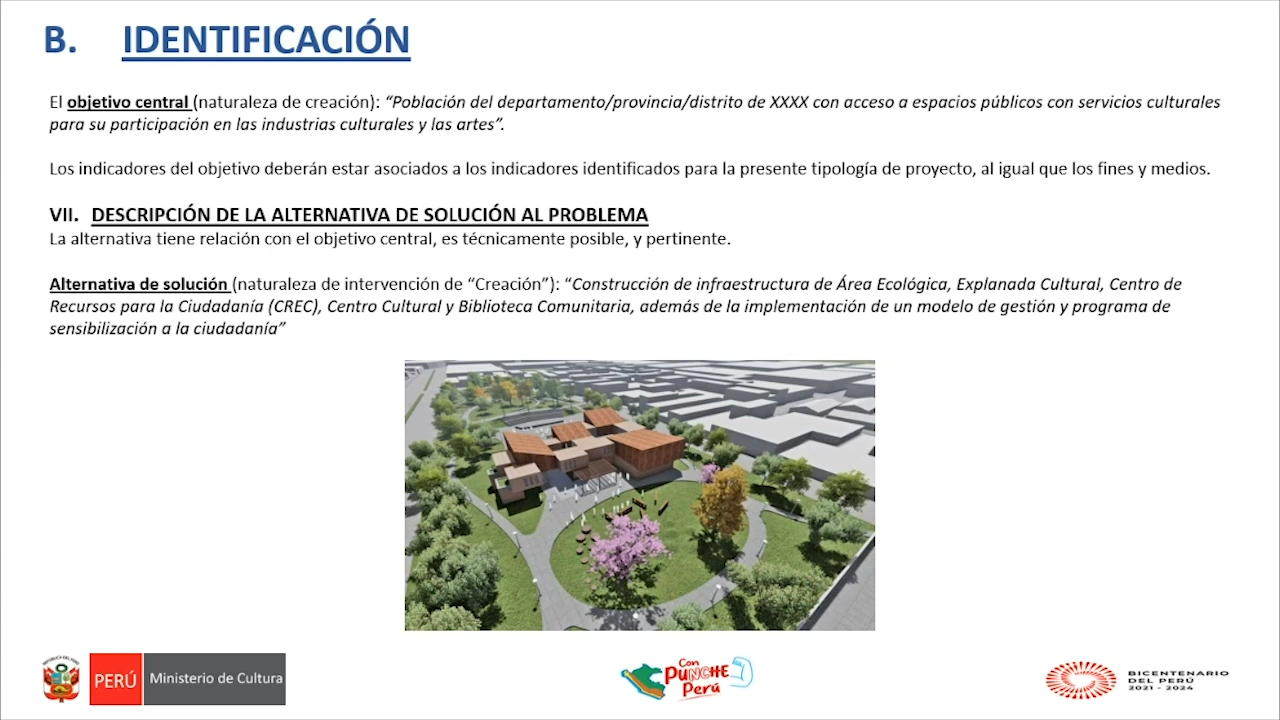 B. IDENTIFICACIÓN
El objetivo central (naturaleza de creación): “Población del departamento/provincia/distrito de XXXX con acceso a espacios públicos con servicios culturales
para su participación en las industrias culturales y las artes”.
Los indicadores del objetivo deberán estar asociados a los indicadores identificados para la presente tipología de proyecto, al igual que los fines y medios.
VII. DESCRIPCIÓN DE LA ALTERNATIVA DE SOLUCIÓN AL PROBLEMA
La alternativa tiene relación con el objetivo central, es técnicamente posible, y pertinente.
Alternativa de solución (naturaleza de intervención de “Creación”): “Construcción de infraestructura de Área Ecológica, Explanada Cultural, Centro de
Recursos para la Ciudadanía (CREC), Centro Cultural y Biblioteca Comunitaria, además de la implementación de un modelo de gestión y programa de
sensibilización a la ciudadanía”
PERÚ
Ministerio de Cultura
Con
PUNCHE
Perú
BICENTENARIO
DEL PERÚ
2021 - 2024